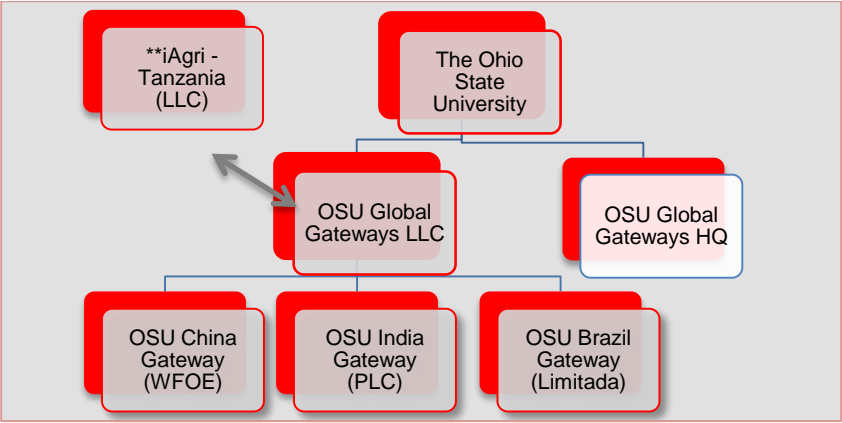 **iAgri -
Tanzania
(LLC)
The Ohio
State
University
OSU Global
Gateways LLC
OSU Global
Gateways HQ
OSU China
Gateway
(WFOE)
OSU India
Gateway
(PLC)
OSU Brazil
Gateway
(Limitada)